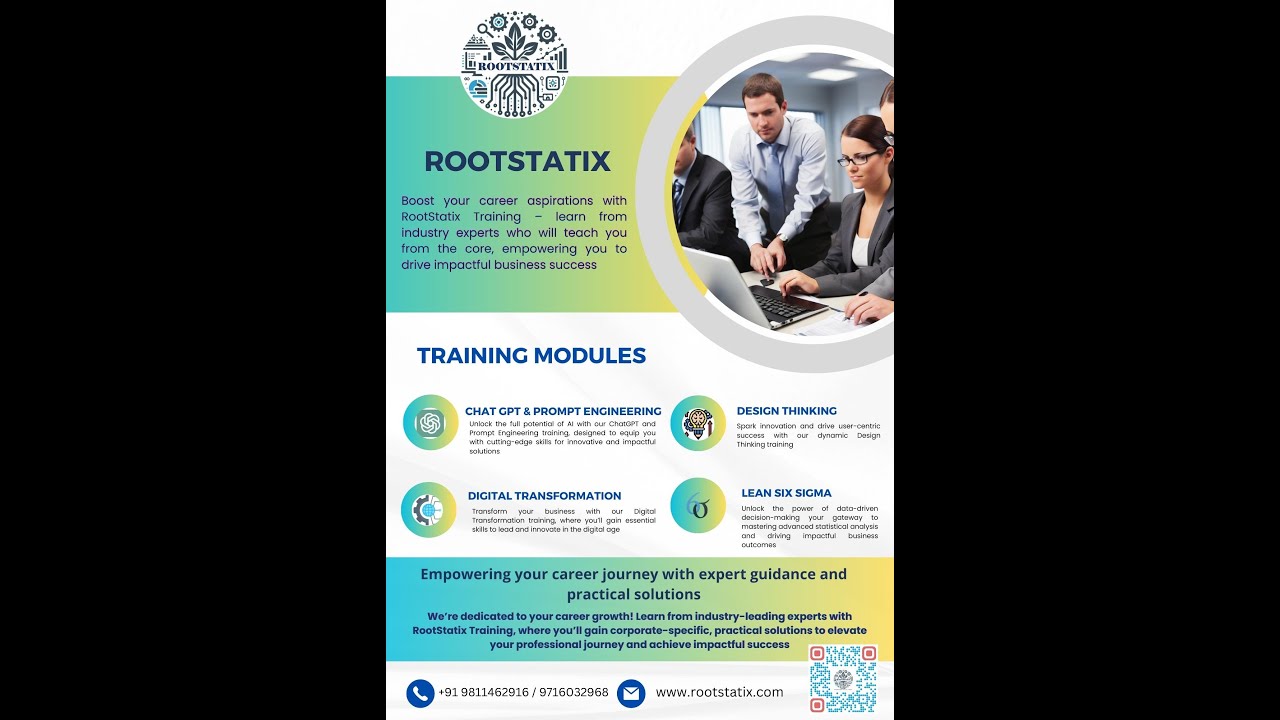 ROOTSTATIX
ROOTSTATIX
Boost your career aspirations with
RootStatix Training – learn from
industry experts who will teach you
from the core, empowering you to
drive impactful business success
TRAINING MODULES
CHAT GPT & PROMPT ENGINEERING
Unlock the full potential of AI with our ChatGPT and
Prompt Engineering training, designed to equip you
with cutting-edge skills for innovative and impactful
solutions
DESIGN THINKING
Spark innovation and drive user-centric
success with our dynamic Design
Thinking training
DIGITAL TRANSFORMATION
Transform your business with our Digital
Transformation training, where you'll gain essential
skills to lead and innovate in the digital age
6σ
LEAN SIX SIGMA
Unlock the power of data-driven
decision-making your gateway to
mastering advanced statistical analysis
and driving impactful business
outcomes
Empowering your career journey with expert guidance and
practical solutions
We're dedicated to your career growth! Learn from industry-leading experts with
RootStatix Training, where you'll gain corporate-specific, practical solutions to elevate
your professional journey and achieve impactful success
+91 9811462916 / 9716032968
www.rootstatix.com